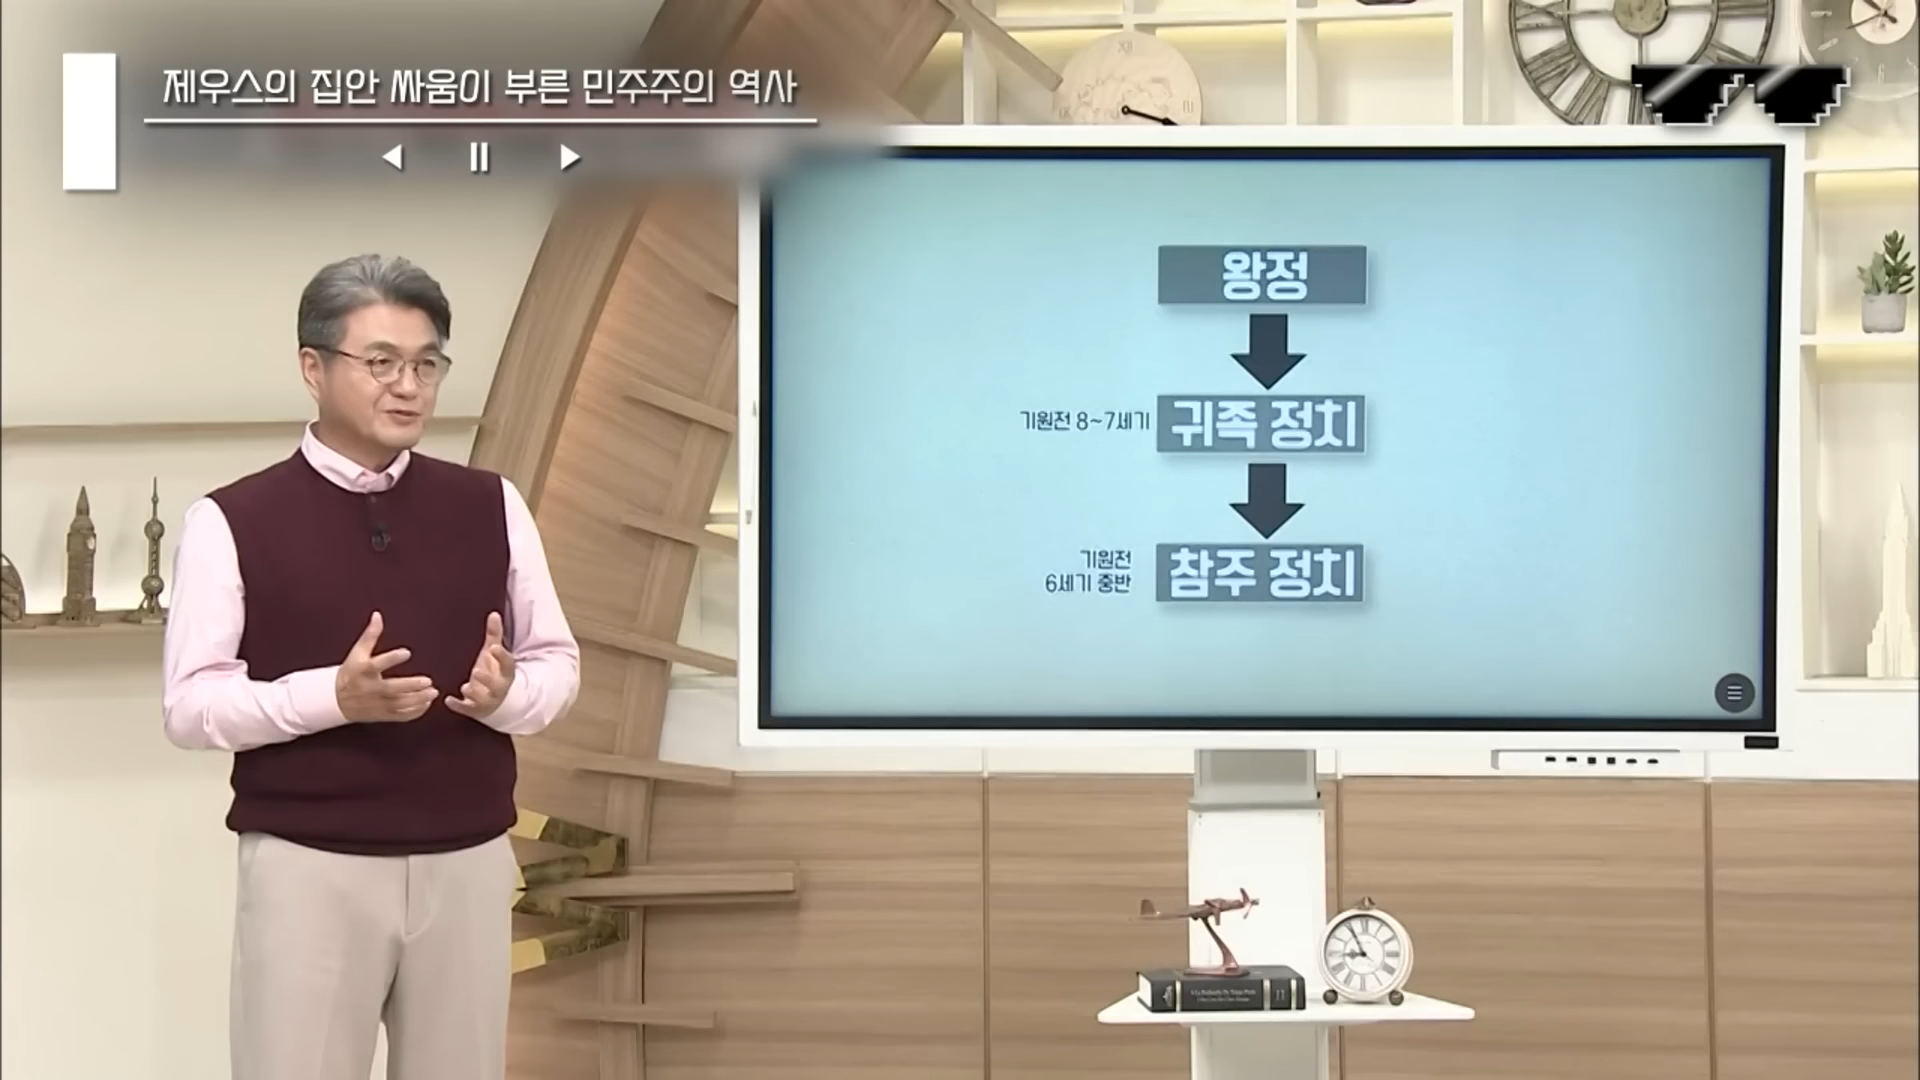 제우스의 집안 싸움이 부른 민주주의 역사
왕정
기원전 8~7세기
귀족 정치
기원전
6세기 중반
참주 정치